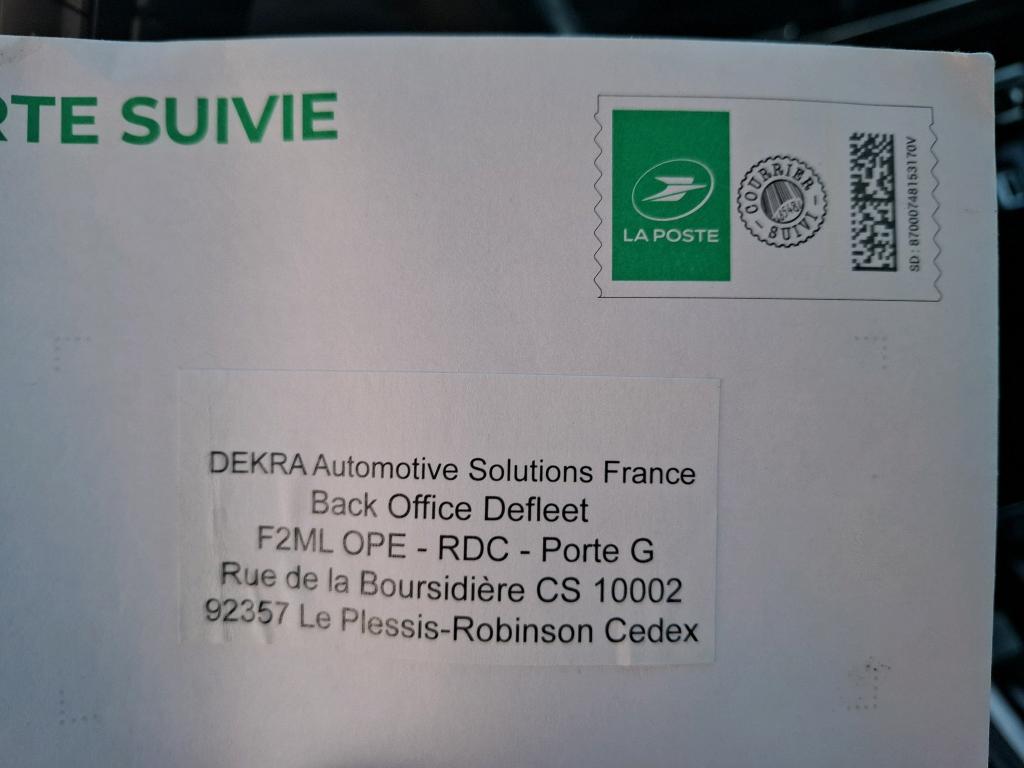 RTE SUIVIE
LA POSTE
COURRIER
SUIVI
SD : 87000748153170V
DEKRA Automotive Solutions France
Back Office Defleet
F2ML OPE - RDC - Porte G
Rue de la Boursidière CS 10002
92357 Le Plessis-Robinson Cedex